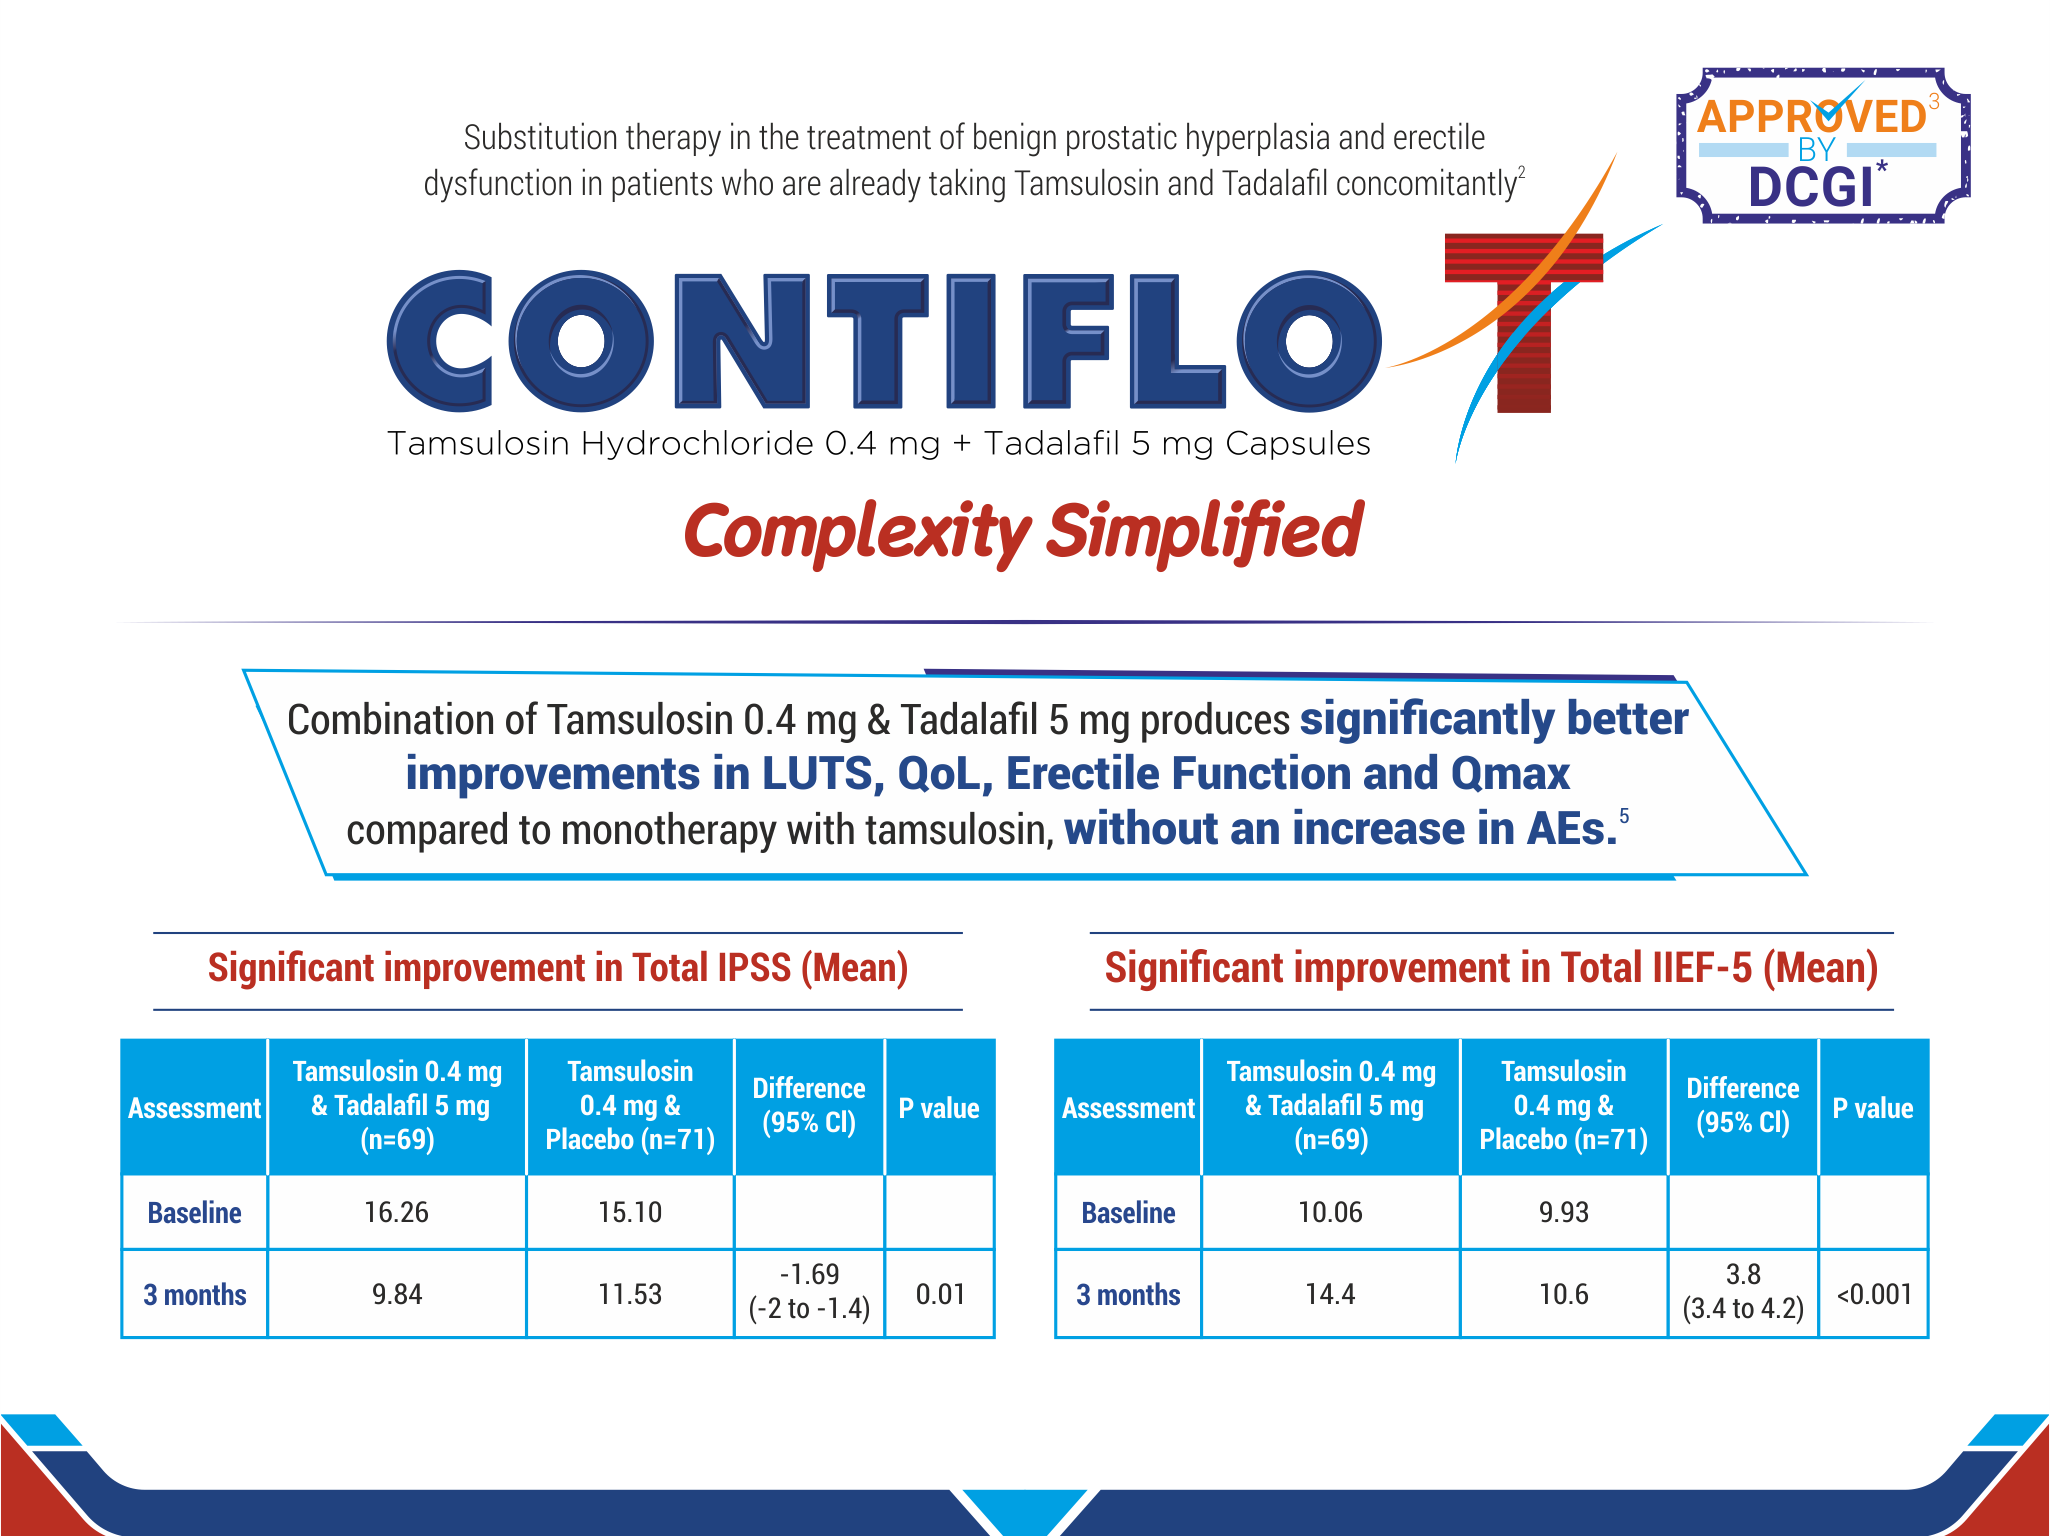 Substitution therapy in the treatment of benign prostatic hyperplasia and erectile
dysfunction in patients who are already taking Tamsulosin and Tadalafil concomitantly2
APPROVED3
BY
DCGI*
CONTIFLO T
Tamsulosin Hydrochloride 0.4 mg + Tadalafil 5 mg Capsules
Complexity Simplified
Combination of Tamsulosin 0.4 mg & Tadalafil 5 mg produces significantly better
improvements in LUTS, QoL, Erectile Function and Qmax
compared to monotherapy with tamsulosin, without an increase in AEs.5
Significant improvement in Total IPSS (Mean)
Assessment
Tamsulosin 0.4 mg
& Tadalafil 5 mg
(n=69)
Tamsulosin
0.4 mg &
Placebo (n=71)
Difference
(95% Cl)
P value
Baseline
16.26
15.10
3 months
9.84
11.53
-1.69
(-2 to -1.4)
0.01
Significant improvement in Total IIEF-5 (Mean)
Assessment
Tamsulosin 0.4 mg
& Tadalafil 5 mg
(n=69)
Tamsulosin
0.4 mg &
Placebo (n=71)
Difference
(95% Cl)
P value
Baseline
10.06
9.93
3 months
14.4
10.6
3.8
(3.4 to 4.2)
<0.001